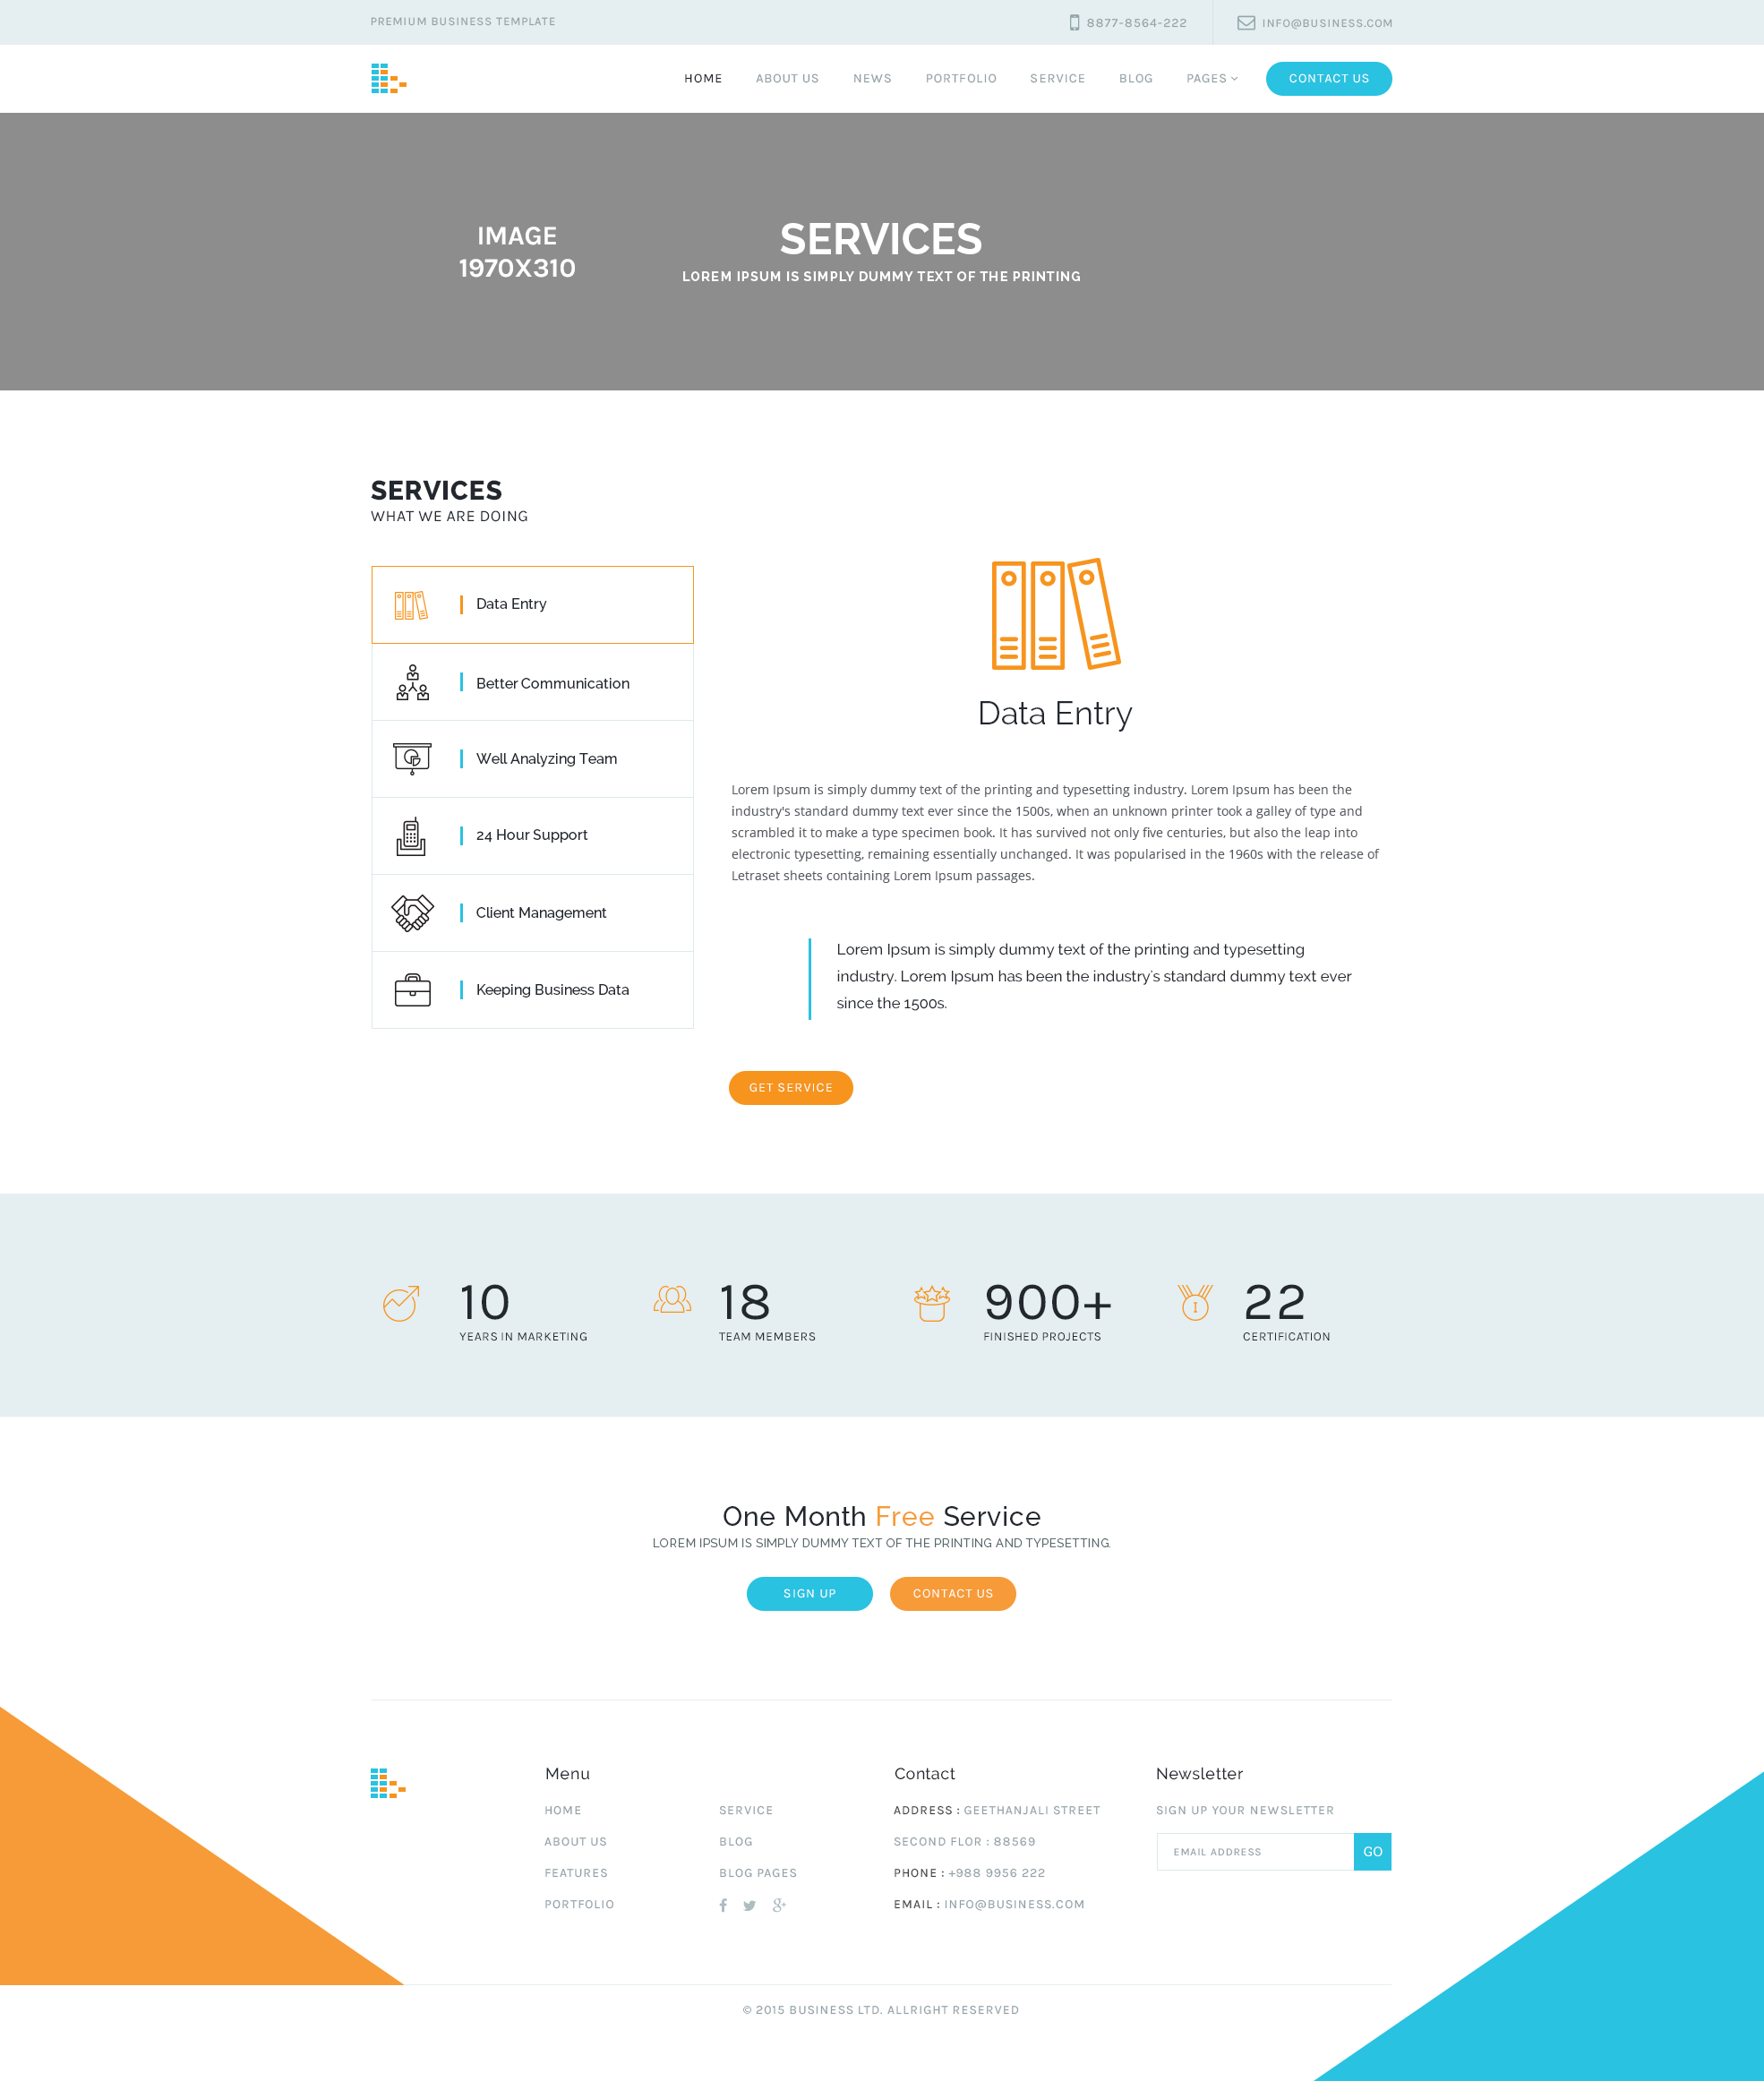 PREMIUM BUSINESS TEMPLATE
8877-8564-222
INFO@BUSINESS.COM
HOME
ABOUT US
NEWS
PORTFOLIO
SERVICE
BLOG
PAGES
CONTACT US
IMAGE
1970X310
SERVICES
LOREM IPSUM IS SIMPLY DUMMY TEXT OF THE PRINTING
SERVICES
WHAT WE ARE DOING
Data Entry
Better Communication
Well Analyzing Team
24 Hour Support
Client Management
Keeping Business Data
Data Entry
Lorem Ipsum is simply dummy text of the printing and typesetting industry. Lorem Ipsum has been the
industry's standard dummy text ever since the 1500s, when an unknown printer took a galley of type and
scrambled it to make a type specimen book. It has survived not only five centuries, but also the leap into
electronic typesetting, remaining essentially unchanged. It was popularised in the 1960s with the release of
Letraset sheets containing Lorem Ipsum passages.
Lorem Ipsum is simply dummy text of the printing and typesetting
industry. Lorem Ipsum has been the industry's standard dummy text ever
since the 1500s.
GET SERVICE
10
YEARS IN MARKETING
18
TEAM MEMBERS
900+
FINISHED PROJECTS
22
CERTIFICATION
One Month Free Service
LOREM IPSUM IS SIMPLY DUMMY TEXT OF THE PRINTING AND TYPESETTING.
SIGN UP
CONTACT US
Menu
HOME
ABOUT US
FEATURES
PORTFOLIO
SERVICE
BLOG
BLOG PAGES
Contact
ADDRESS : GEETHANJALI STREET
SECOND FLOR : 88569
PHONE : +988 9956 222
EMAIL : INFO@BUSINESS.COM
Newsletter
SIGN UP YOUR NEWSLETTER
EMAIL ADDRESS
GO
© 2015 BUSINESS LTD. ALLRIGHT RESERVED